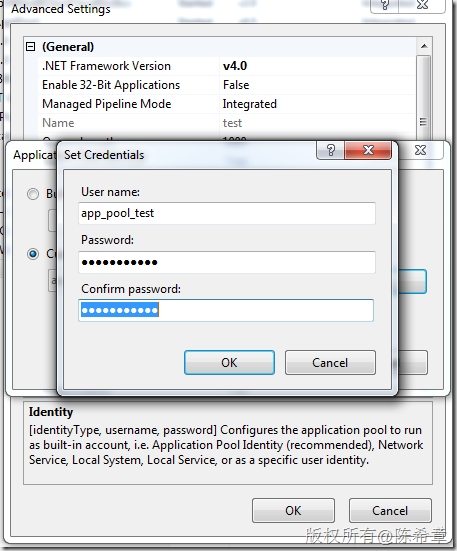 Advanced Settings
(General)
.NET Framework Version v4.0
Enable 32-Bit Applications False
Managed Pipeline Mode Integrated
Name test
Set Credentials
User name:
app_pool_test
Password:
●●●●●●●●●●●
Confirm password:
●●●●●●●●●●●
OK Cancel
Identity
[identityType, username, password] Configures the application pool to run
as built-in account, i.e. Application Pool Identity (recommended), Network
Service, Local System, Local Service, or as a specific user identity.
OK Cancel
版权所有@陈希章